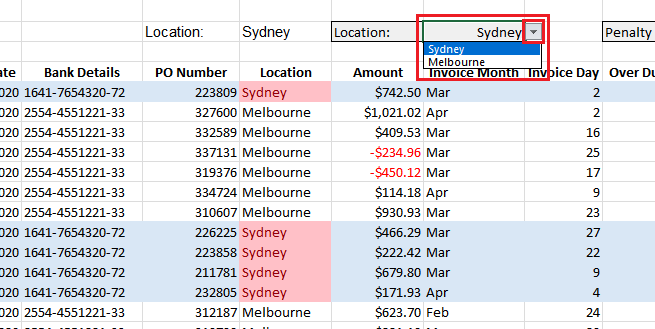 Location: Sydney Location: Sydney Penalty
Sydney
Melbourne
ate Bank Details PO Number Location Amount Invoice Month Invoice Day Over Du
020 1641-7654320-72 223809 Sydney $742.50 Mar 2
020 2554-4551221-33 327600 Melbourne $1,021.02 Apr 2
020 2554-4551221-33 332589 Melbourne $409.53 Mar 16
020 2554-4551221-33 337131 Melbourne -$234.96 Mar 25
020 2554-4551221-33 319376 Melbourne -$450.12 Mar 17
020 2554-4551221-33 334724 Melbourne $114.18 Apr 9
020 2554-4551221-33 310607 Melbourne $930.93 Mar 23
020 1641-7654320-72 226225 Sydney $466.29 Mar 27
020 1641-7654320-72 223858 Sydney $222.42 Mar 22
020 1641-7654320-72 211781 Sydney $679.80 Mar 9
020 1641-7654320-72 232805 Sydney $171.93 Apr 4
020 2554-4551221-33 312187 Melbourne $623.70 Feb 24